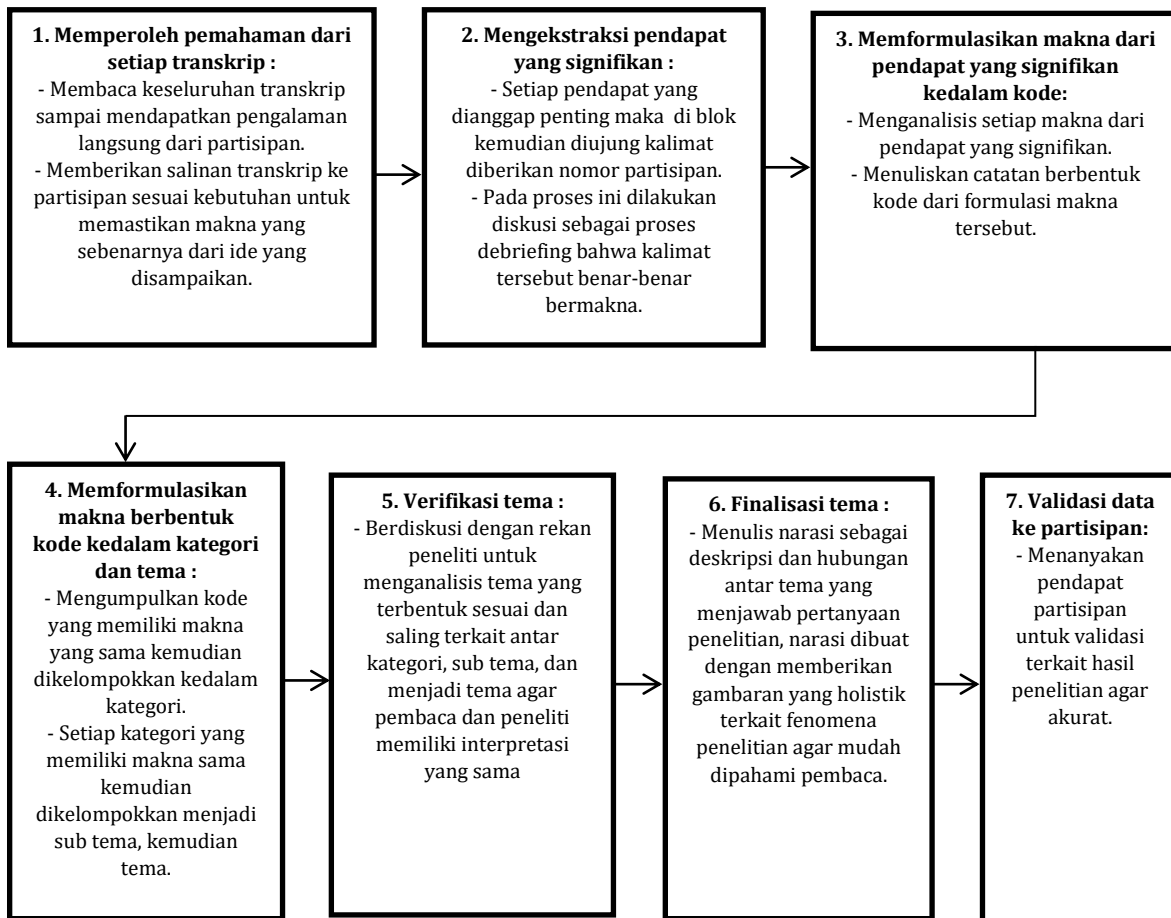 1. Memperoleh pemahaman dari
setiap transkrip :
- Membaca keseluruhan transkrip
sampai mendapatkan pengalaman
langsung dari partisipan.
- Memberikan salinan transkrip ke
partisipan sesuai kebutuhan untuk
memastikan makna yang
sebenarnya dari ide yang
disampaikan.
2. Mengekstraksi pendapat
yang signifikan :
- Setiap pendapat yang
dianggap penting maka di blok
kemudian diujung kalimat
diberikan nomor partisipan.
- Pada proses ini dilakukan
diskusi sebagai proses
debriefing bahwa kalimat
tersebut benar-benar
bermakna.
3. Memformulasikan makna dari
pendapat yang signifikan
kedalam kode:
- Menganalisis setiap makna dari
pendapat yang signifikan.
- Menuliskan catatan berbentuk
kode dari formulasi makna
tersebut.
4. Memformulasikan
makna berbentuk
kode kedalam kategori
dan tema :
- Mengumpulkan kode
yang memiliki makna
yang sama kemudian
dikelompokkan kedalam
kategori.
- Setiap kategori yang
memiliki makna sama
kemudian
dikelompokkan menjadi
sub tema, kemudian
tema.
5. Verifikasi tema :
- Berdiskusi dengan rekan
peneliti untuk
menganalisis tema yang
terbentuk sesuai dan
saling terkait antar
kategori, sub tema, dan
menjadi tema agar
pembaca dan peneliti
memiliki interpretasi
yang sama
6. Finalisasi tema :
- Menulis narasi sebagai
deskripsi dan hubungan
antar tema yang
menjawab pertanyaan
penelitian, narasi dibuat
dengan memberikan
gambaran yang holistik
terkait fenomena
penelitian agar mudah
dipahami pembaca.
7. Validasi data
ke partisipan:
- Menanyakan
pendapat
partisipan
untuk validasi
terkait hasil
penelitian agar
akurat.